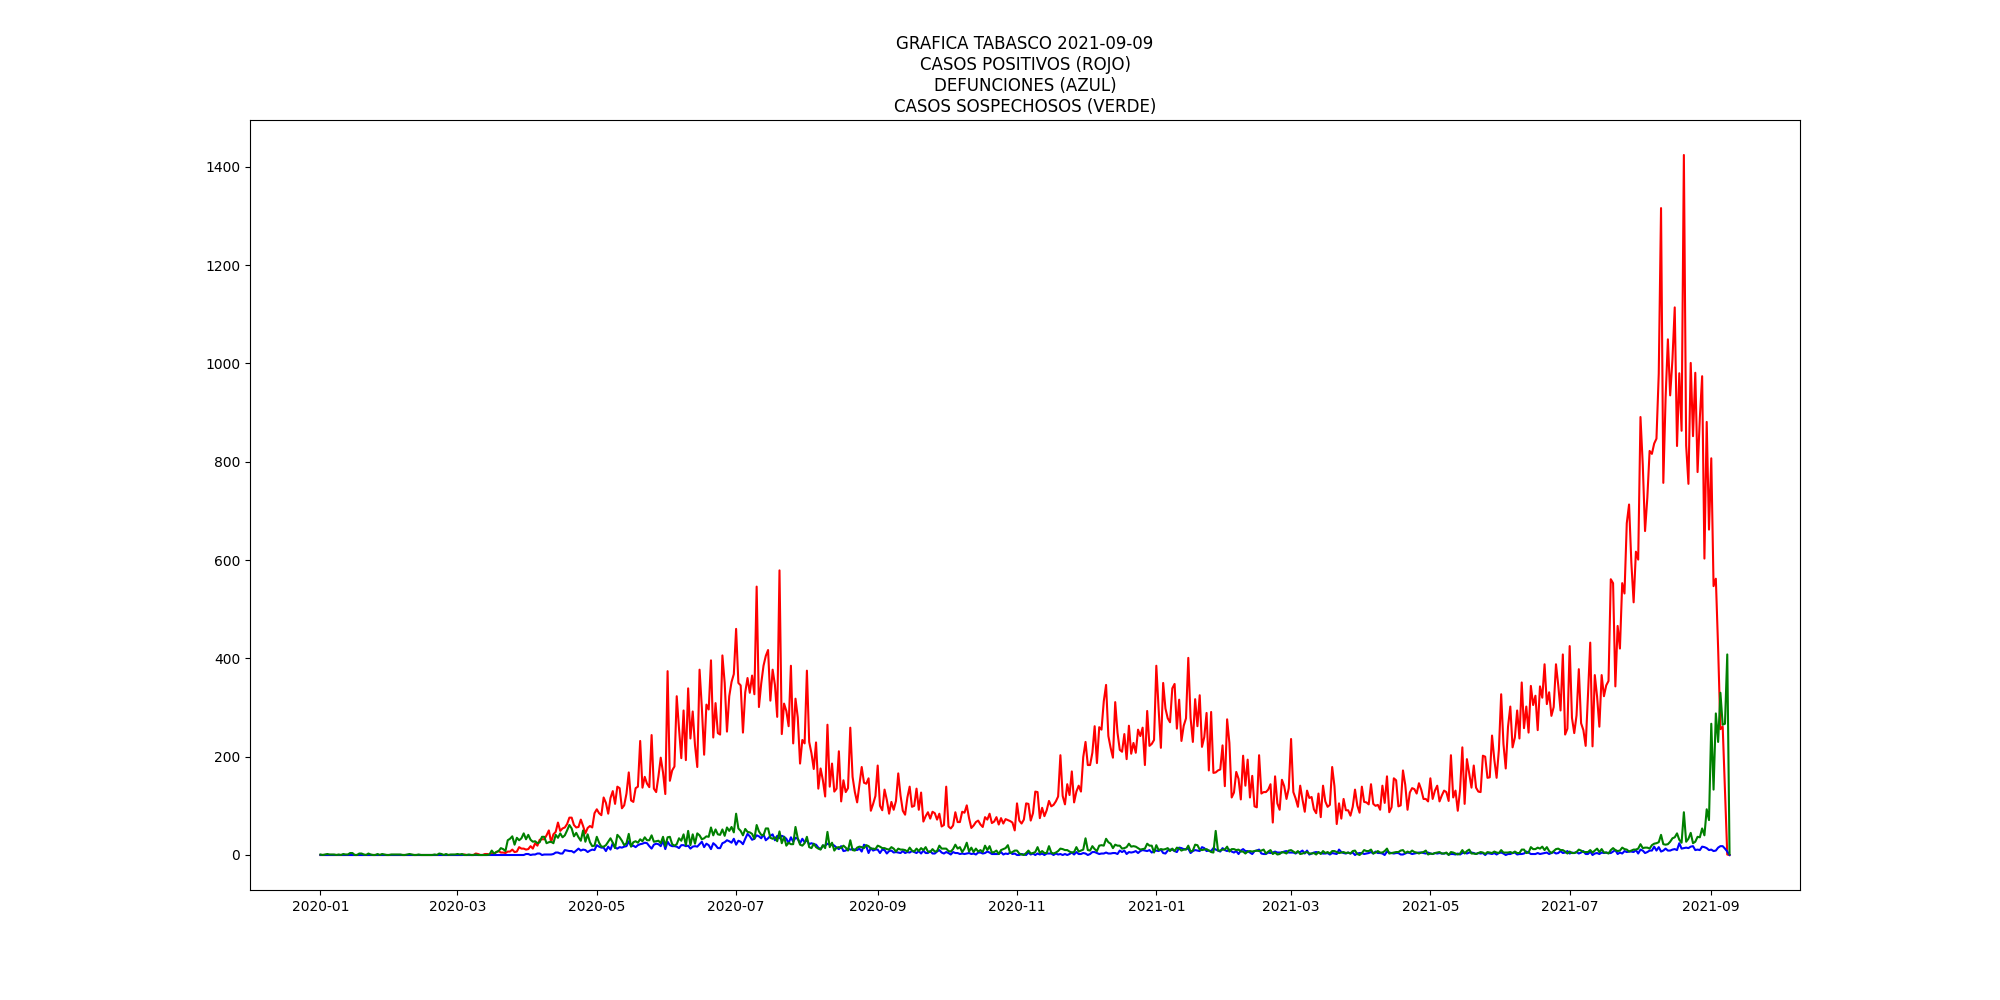 GRAFICA TABASCO 2021-09-09
CASOS POSITIVOS (ROJO)
DEFUNCIONES (AZUL)
CASOS SOSPECHOSOS (VERDE)
1400
1200
1000
800
600
400
200
0
2020-01 2020-03 2020-05 2020-07 2020-09 2020-11 2021-01 2021-03 2021-05 2021-07 2021-09